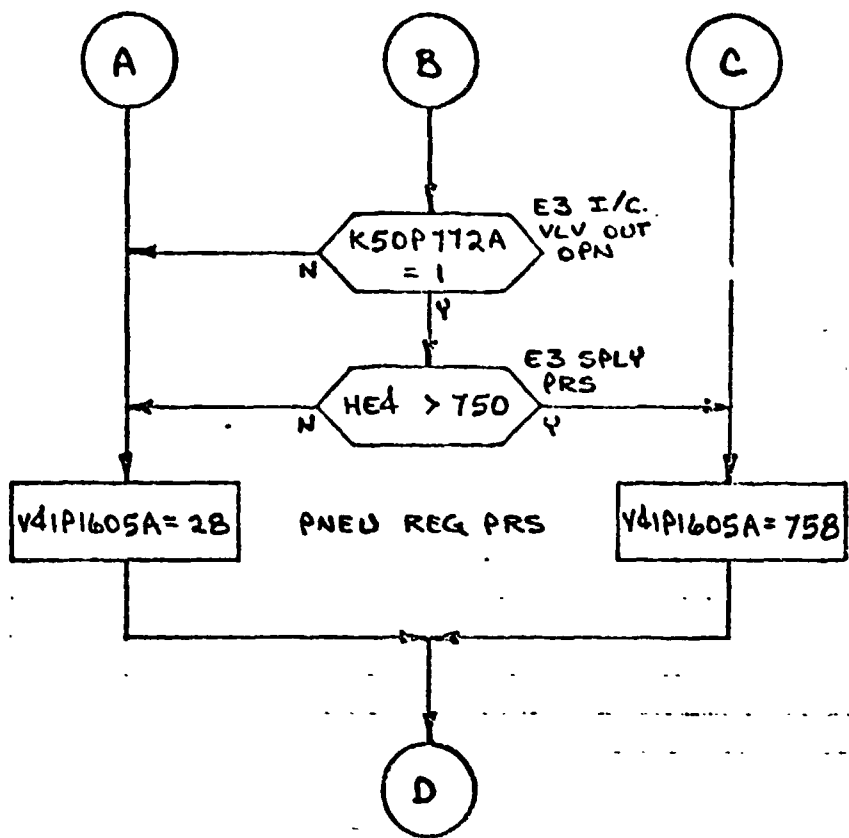 A
B
C
E3 I/C.
VLV OUT
OPN
K50P772A
= 1
N
Y
E3 SPLY
PRS
HE4 > 750
N
Y
V41P1605A = 28
PNEU REG PRS
V41P1605A = 758
D